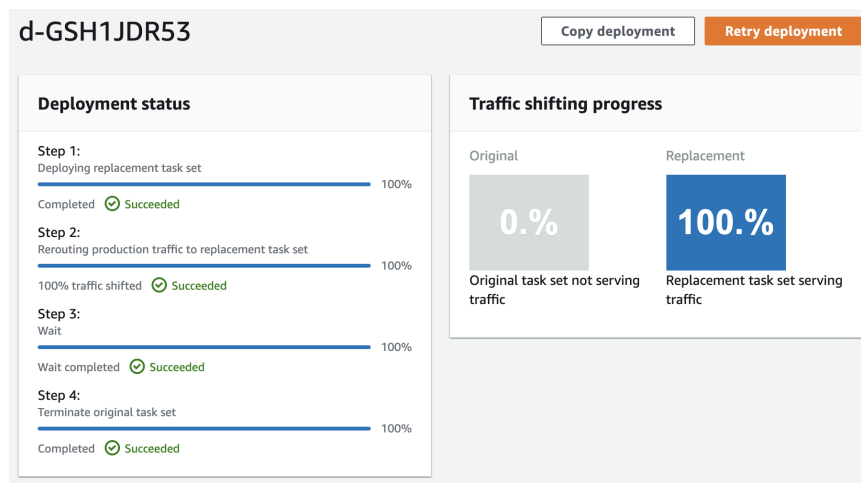 d-GSH1JDR53
Copy deployment
Retry deployment
Deployment status
Step 1:
Deploying replacement task set
100%
Completed Succeeded
Step 2:
Rerouting production traffic to replacement task set
100%
100% traffic shifted Succeeded
Step 3:
Wait
100%
Wait completed Succeeded
Step 4:
Terminate original task set
100%
Completed Succeeded
Traffic shifting progress
Original
0.%
Original task set not serving
traffic
Replacement
100.%
Replacement task set serving
traffic